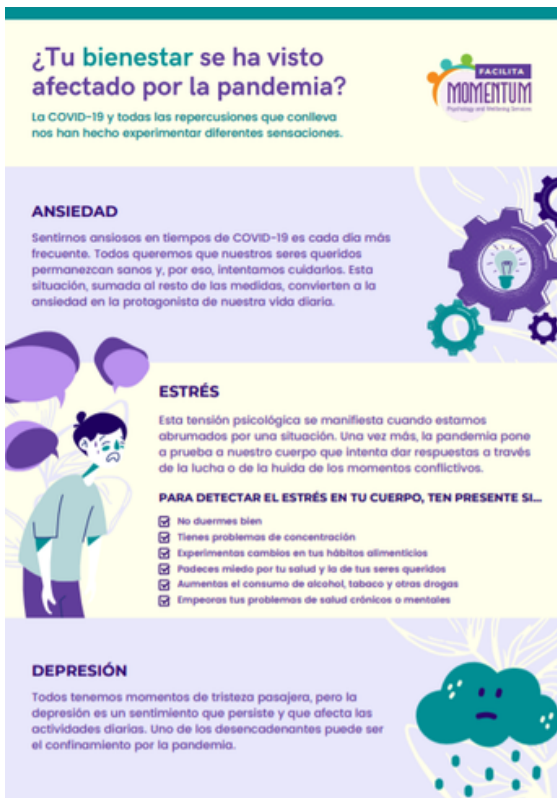 ¿Tu bienestar se ha visto
afectado por la pandemia?
La COVID-19 y todas las repercusiones que conlleva
nos han hecho experimentar diferentes sensaciones.
FACILITA
MOMENTUM
Psychology and Wellbeing Services
ANSIEDAD
Sentirnos ansiosos en tiempos de COVID-19 es cada día más
frecuente. Todos queremos que nuestros seres queridos
permanezcan sanos y, por eso, intentamos cuidarlos. Esta
situación, sumada al resto de las medidas, convierten a la
ansiedad en la protagonista de nuestra vida diaria.
ESTRÉS
Esta tensión psicológica se manifiesta cuando estamos
abrumados por una situación. Una vez más, la pandemia pone
a prueba a nuestro cuerpo que intenta dar respuestas a través
de la lucha o de la huida de los momentos conflictivos.
PARA DETECTAR EL ESTRÉS EN TU CUERPO, TEN PRESENTE SI...
No duermes bien
Tienes problemas de concentración
Experimentas cambios en tus hábitos alimenticios
Padeces miedo por tu salud y la de tus seres queridos
Aumentas el consumo de alcohol, tabaco y otras drogas
Empeoras tus problemas de salud crónicos o mentales
DEPRESIÓN
Todos tenemos momentos de tristeza pasajera, pero la
depresión es un sentimiento que persiste y que afecta las
actividades diarias. Uno de los desencadenantes puede ser
el confinamiento por la pandemia.